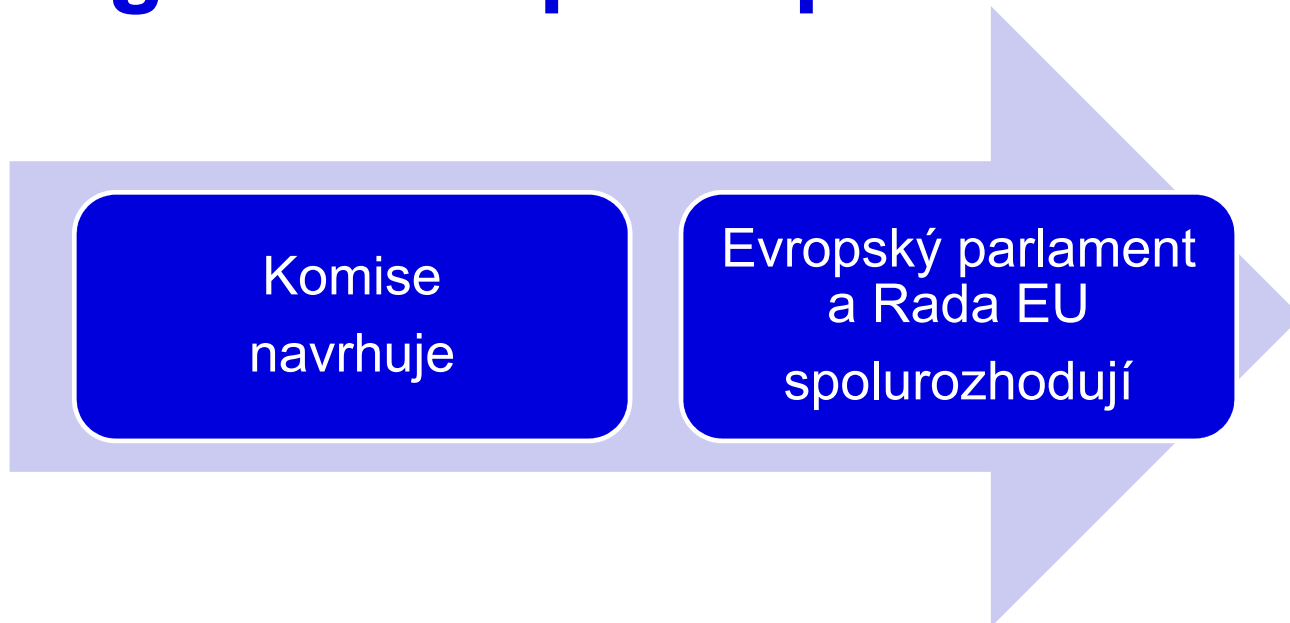 Komise
navrhuje
Evropský parlament
a Rada EU
spolurozhodují